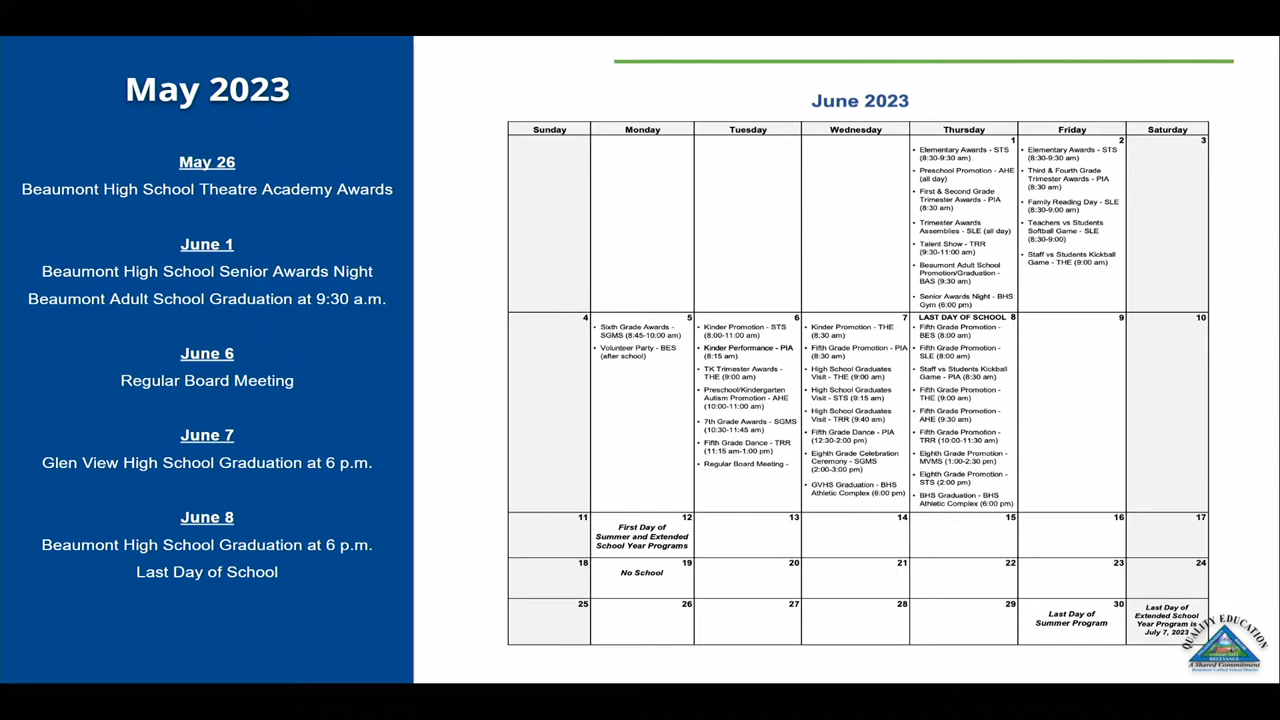 May 2023
May 26
Beaumont High School Theatre Academy Awards
June 1
Beaumont High School Senior Awards Night
Beaumont Adult School Graduation at 9:30 a.m.
June 6
Regular Board Meeting
June 7
Glen View High School Graduation at 6 p.m.
June 8
Beaumont High School Graduation at 6 p.m.
Last Day of School
June 2023
Sunday Monday Tuesday Wednesday Thursday Friday Saturday
1
• Elementary Awards - STS
(8:30-9:30 am)
• Preschool Promotion - AHE
(all day)
• First & Second Grade
Trimester Awards - PIA
(8:30 am)
• Trimester Awards
Assemblies - SLE (all day)
• Talent Show - TRR
(9:30-11:00 am)
• Beaumont Adult School
Promotion/Graduation -
BAS (9:30 am)
• Senior Awards Night - BHS
Gym (6:00 pm)
2
• Elementary Awards - STS
(8:30-9:30 am)
• Third & Fourth Grade
Trimester Awards - PIA
(8:30 am)
• Family Reading Day - SLE
(8:30-9:00 am)
• Teachers vs Students
Softball Game - SLE
(8:30-9:00)
• Staff vs Students Kickball
Game - THE (9:00 am)
3
4
5
• Sixth Grade Awards -
SGMS (8:45-10:00 am)
• Volunteer Party - BES
(after school)
6
• Kinder Promotion - STS
(8:00-11:00 am)
• Kinder Performance - PIA
(8:15 am)
• TK Trimester Awards -
THE (9:00 am)
• Preschool/Kindergarten
Autism Promotion - AHE
(10:00-11:00 am)
• 7th Grade Awards - SGMS
(10:30-11:45 am)
• Fifth Grade Dance - TRR
(11:15 am-1:00 pm)
• Regular Board Meeting -
7
• Kinder Promotion - THE
(8:30 am)
• Fifth Grade Promotion - PIA
(8:30 am)
• High School Graduates
Visit - THE (9:00 am)
• High School Graduates
Visit - STS (9:15 am)
• High School Graduates
Visit - TRR (9:40 am)
• Fifth Grade Dance - PIA
(12:30-2:00 pm)
• Eighth Grade Celebration
Ceremony - SGMS
(2:00-3:00 pm)
• GVHS Graduation - BHS
Athletic Complex (6:00 pm)
LAST DAY OF SCHOOL 8
• Fifth Grade Promotion -
BES (8:00 am)
• Fifth Grade Promotion -
SLE (8:00 am)
• Staff vs Students Kickball
Game - PIA (8:30 am)
• Fifth Grade Promotion -
THE (9:00 am)
• Fifth Grade Promotion -
AHE (9:30 am)
• Fifth Grade Promotion -
TRR (10:00-11:30 am)
• Eighth Grade Promotion -
MVMS (1:00-2:30 pm)
• Eighth Grade Promotion -
STS (2:00 pm)
• BHS Graduation - BHS
Athletic Complex (6:00 pm)
9
10
11
12
First Day of
Summer and Extended
School Year Programs
13
14
15
16
17
18
19
No School
20
21
22
23
24
25
26
27
28
29
30
Last Day of
Summer Program
Last Day of
Extended School
Year Program is
July 7, 2023
QUALITY EDUCATION
RELEVANCE
A Shared Commitment
Beaumont Unified School District